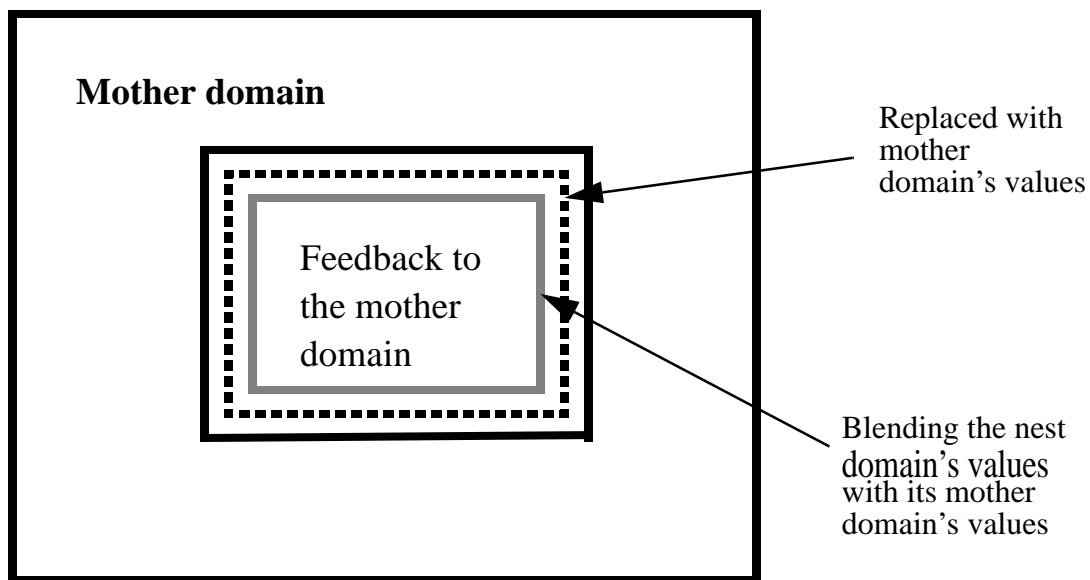 Mother domain
Replaced with
mother
domain’s values
Feedback to
the mother
domain
Blending the nest
domain’s values
with its mother
domain’s values